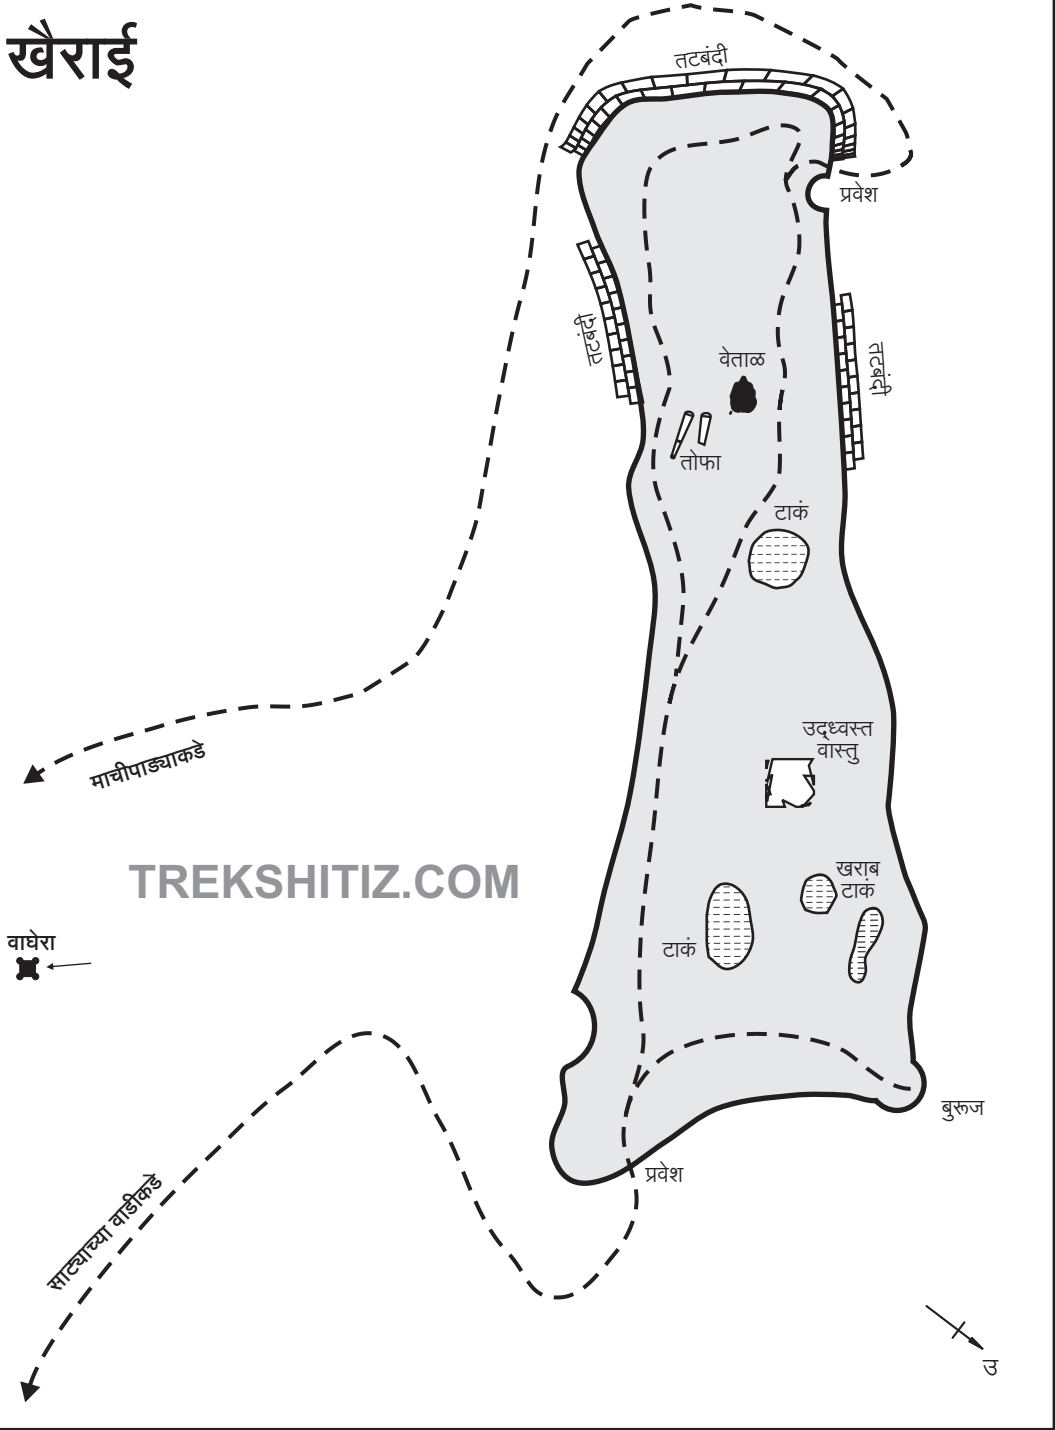 खैराई
तटबंदी
प्रवेश
तटबंदी
तटबंदी
वेताळ
तोफा
टाकं
उद्ध्वस्त
वास्तु
माचीपाड्याकडे
TREKSHITIZ.COM
खराब
टाकं
वाघेरा
टाकं
बुरूज
प्रवेश
साट्याच्या वाडीकडे
उ